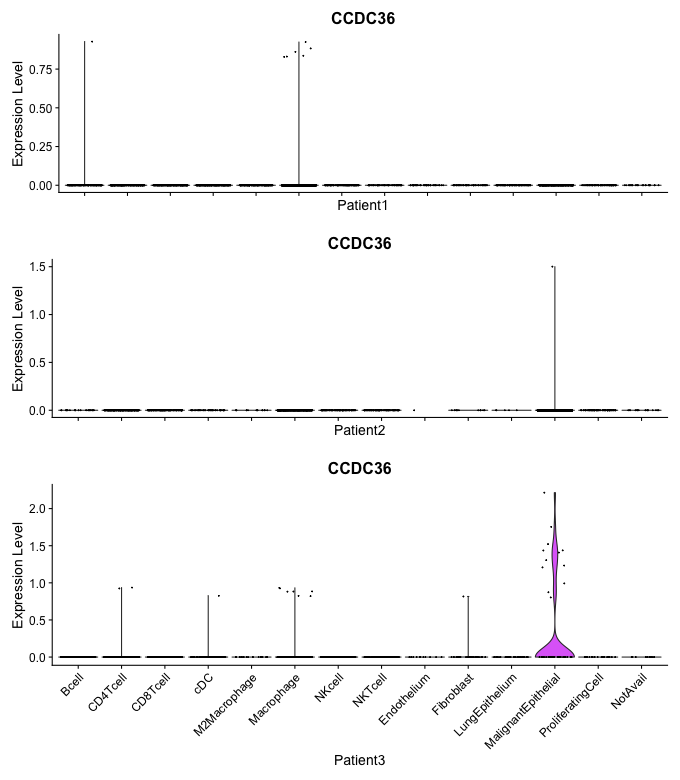 CCDC36
Expression Level
0.75
0.50
0.25
0.00
Patient1
CCDC36
Expression Level
1.5
1.0
0.5
0.0
Patient2
CCDC36
Expression Level
2.0
1.5
1.0
0.5
0.0
Bcell
CD4Tcell
CD8Tcell
cDC
M2Macrophage
Macrophage
NKcell
NKTcell
Endothelium
Fibroblast
LungEpithelium
MalignantEpithelial
ProliferatingCell
NotAvail
Patient3